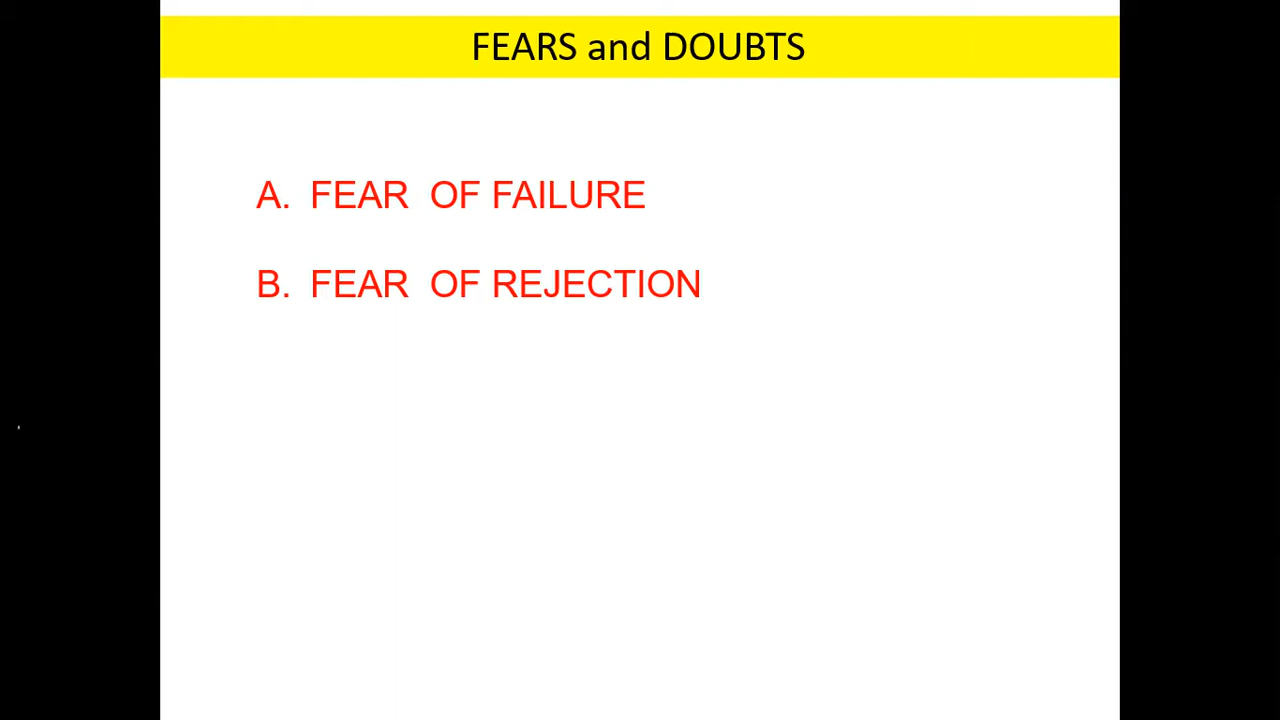 FEARS and DOUBTS
A. FEAR OF FAILURE
B. FEAR OF REJECTION